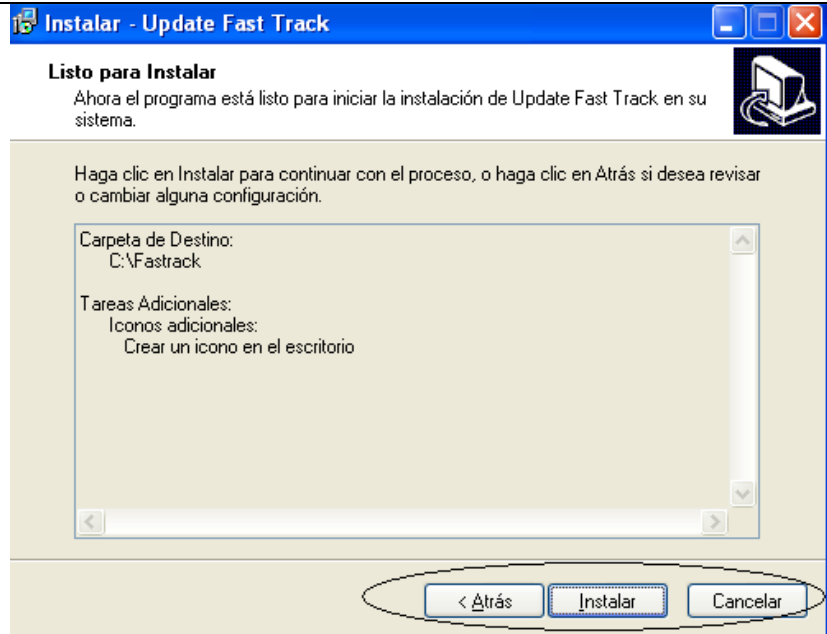 Instalar - Update Fast Track
Listo para Instalar
Ahora el programa está listo para iniciar la instalación de Update Fast Track en su
sistema.
Haga clic en Instalar para continuar con el proceso, o haga clic en Atrás si desea revisar
o cambiar alguna configuración.
Carpeta de Destino:
C:\Fastrack
Tareas Adicionales:
Iconos adicionales:
Crear un icono en el escritorio
< Atrás
Instalar
Cancelar